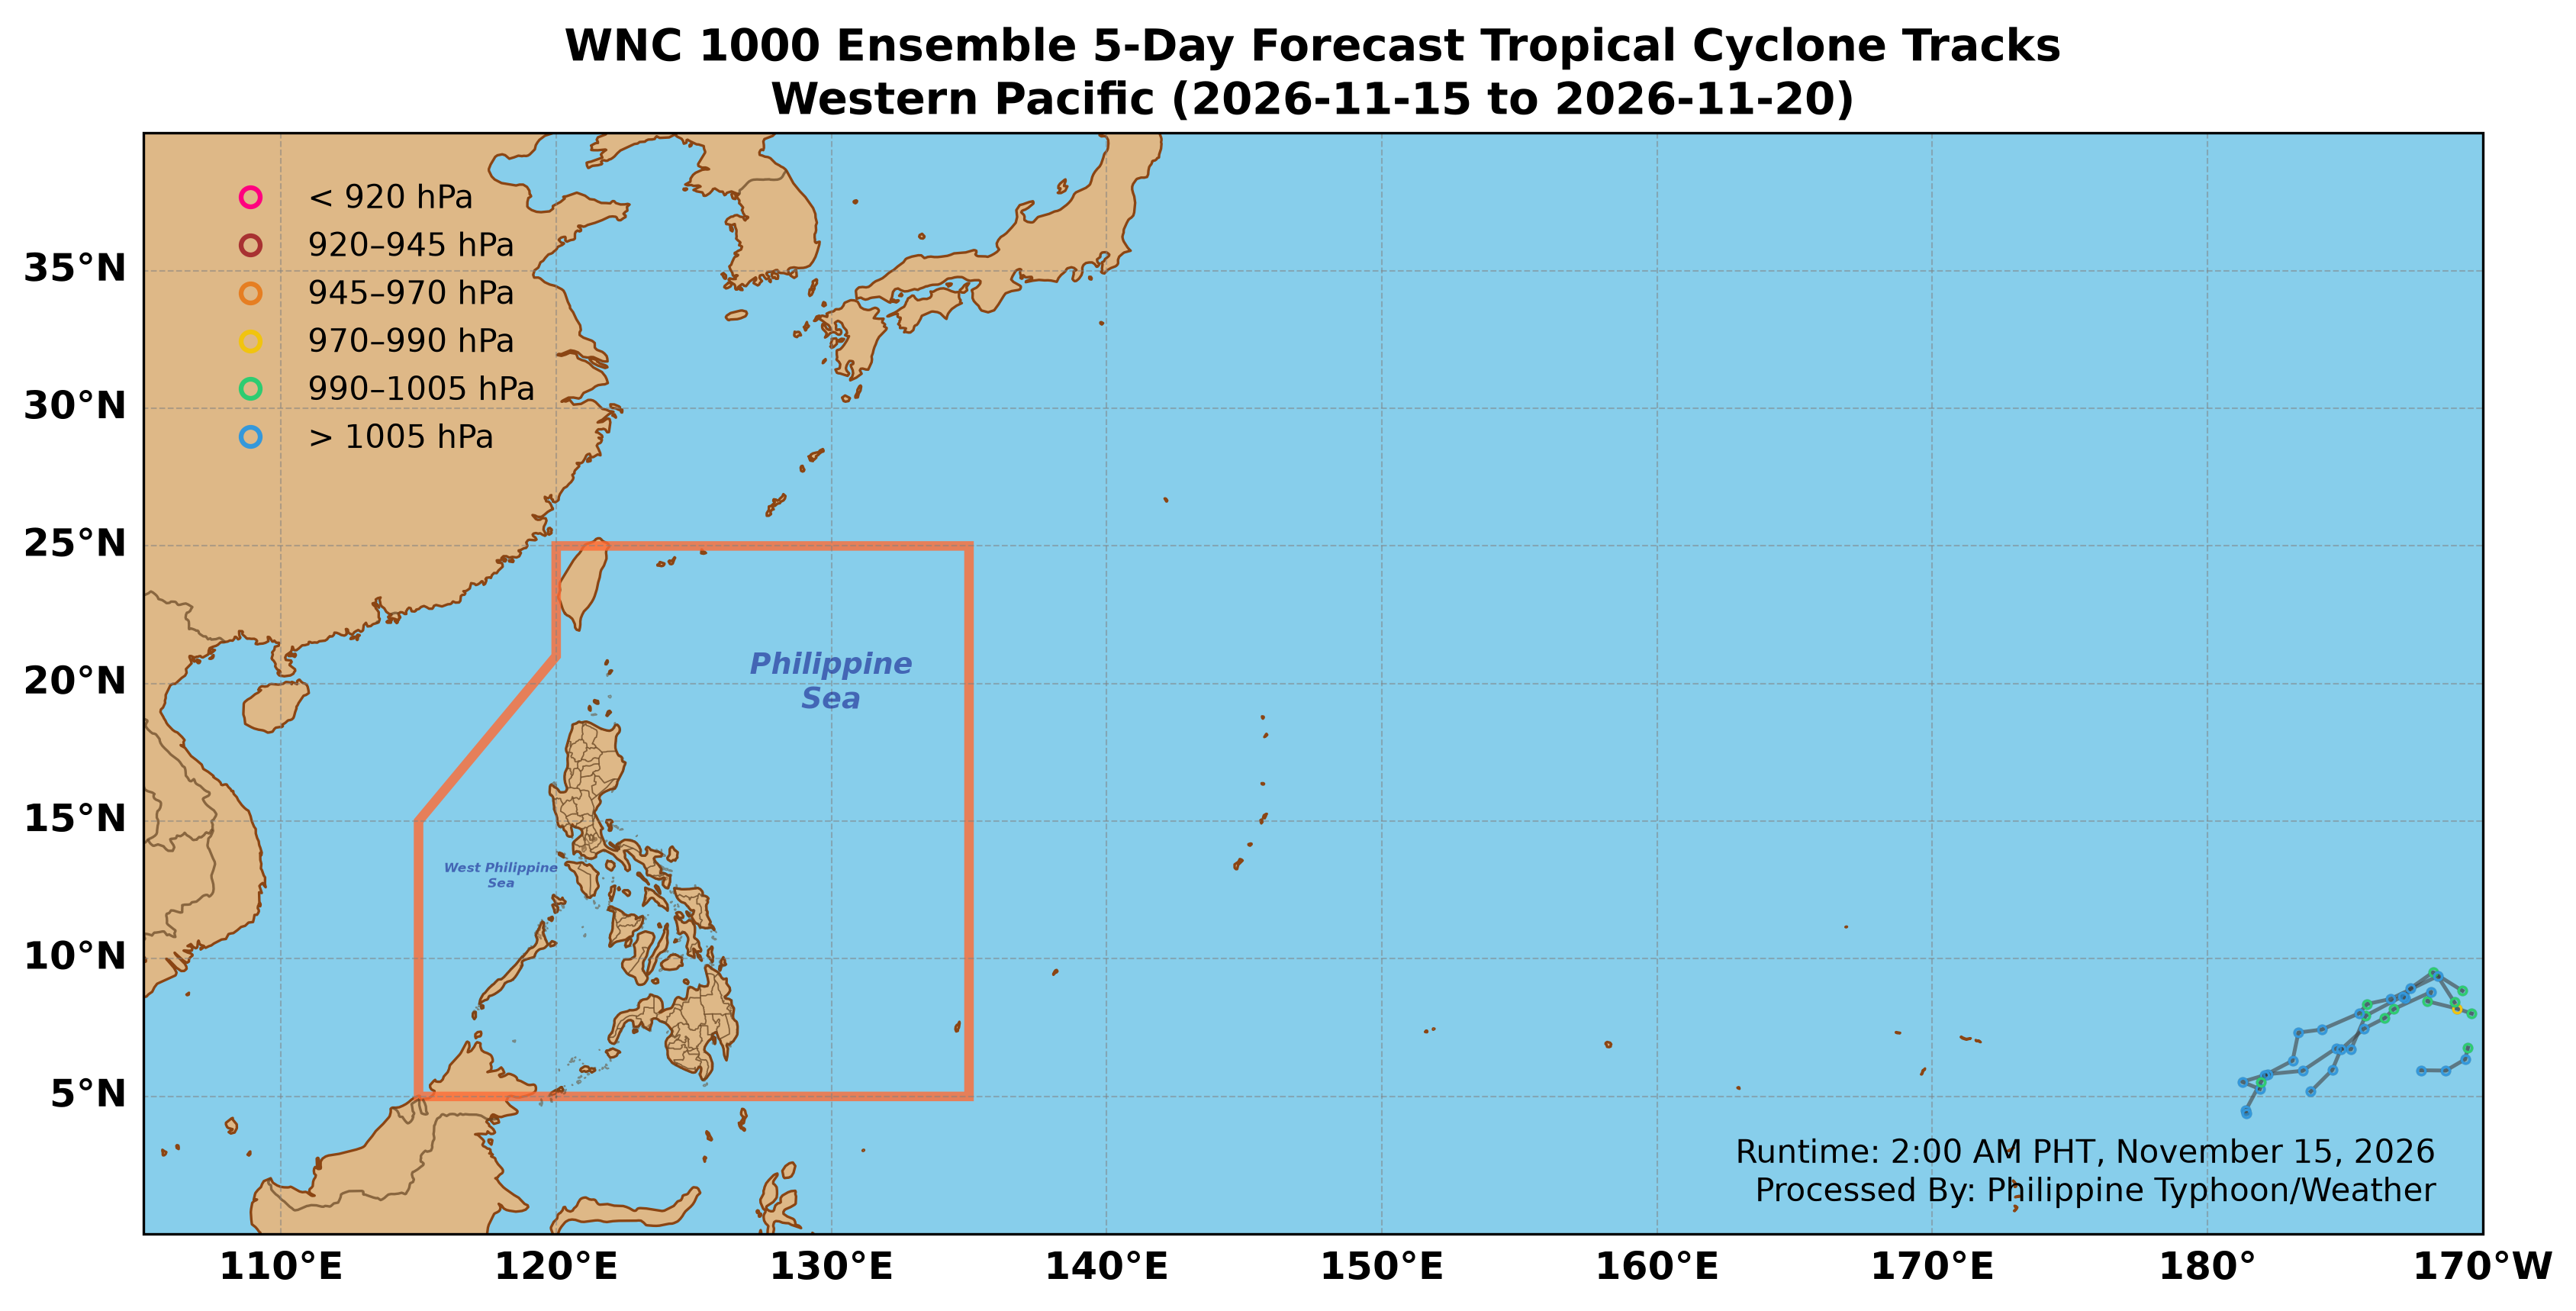 WNC 1000 Ensemble 5-Day Forecast Tropical Cyclone Tracks
Western Pacific (2026-11-15 to 2026-11-20)
< 920 hPa
920–945 hPa
945–970 hPa
970–990 hPa
990–1005 hPa
> 1005 hPa
35°N
30°N
25°N
20°N
15°N
10°N
5°N
Philippine
Sea
West Philippine
Sea
Runtime: 2:00 AM PHT, November 15, 2026
Processed By: Philippine Typhoon/Weather
110°E
120°E
130°E
140°E
150°E
160°E
170°E
180°
170°W